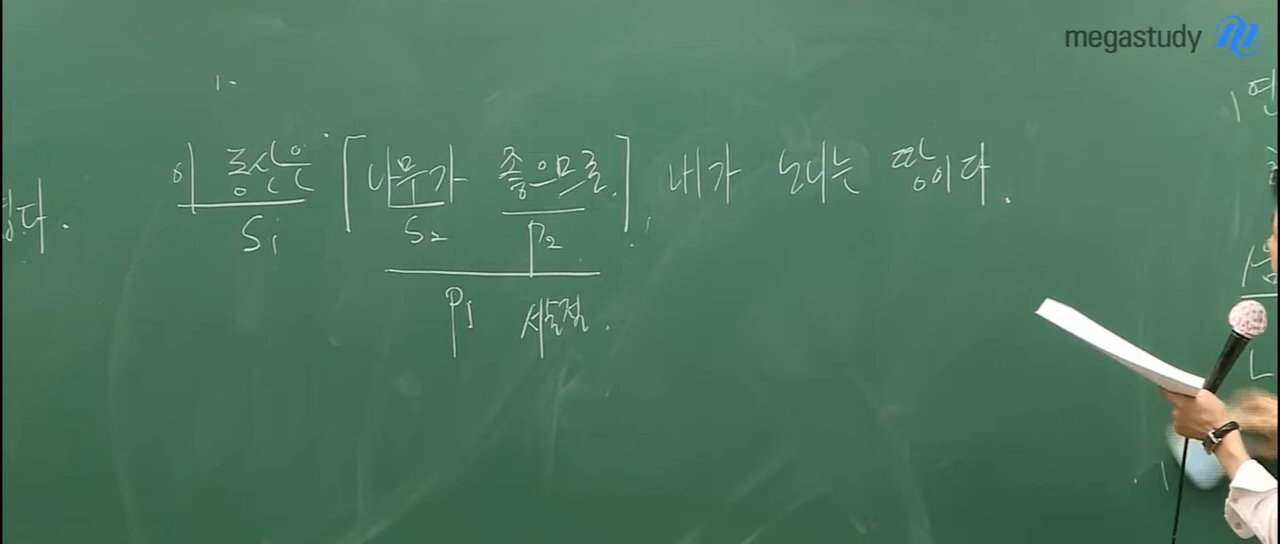 megastudy
1.
이 동산은 [나무가 좋으므로] 내가 노니는 땅이다.
S₁ S₂ P₂
P₁ 서술절.